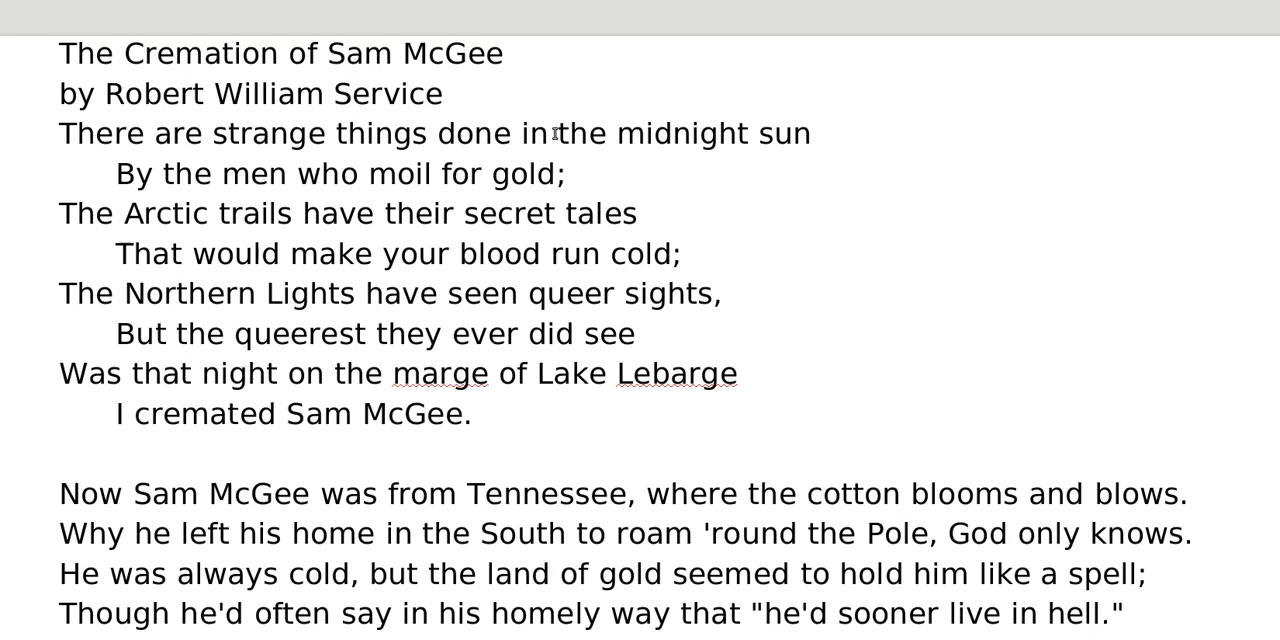 The Cremation of Sam McGee
by Robert William Service
There are strange things done in the midnight sun
By the men who moil for gold;
The Arctic trails have their secret tales
That would make your blood run cold;
The Northern Lights have seen queer sights,
But the queerest they ever did see
Was that night on the marge of Lake Lebarge
I cremated Sam McGee.

Now Sam McGee was from Tennessee, where the cotton blooms and blows.
Why he left his home in the South to roam 'round the Pole, God only knows.
He was always cold, but the land of gold seemed to hold him like a spell;
Though he'd often say in his homely way that "he'd sooner live in hell."